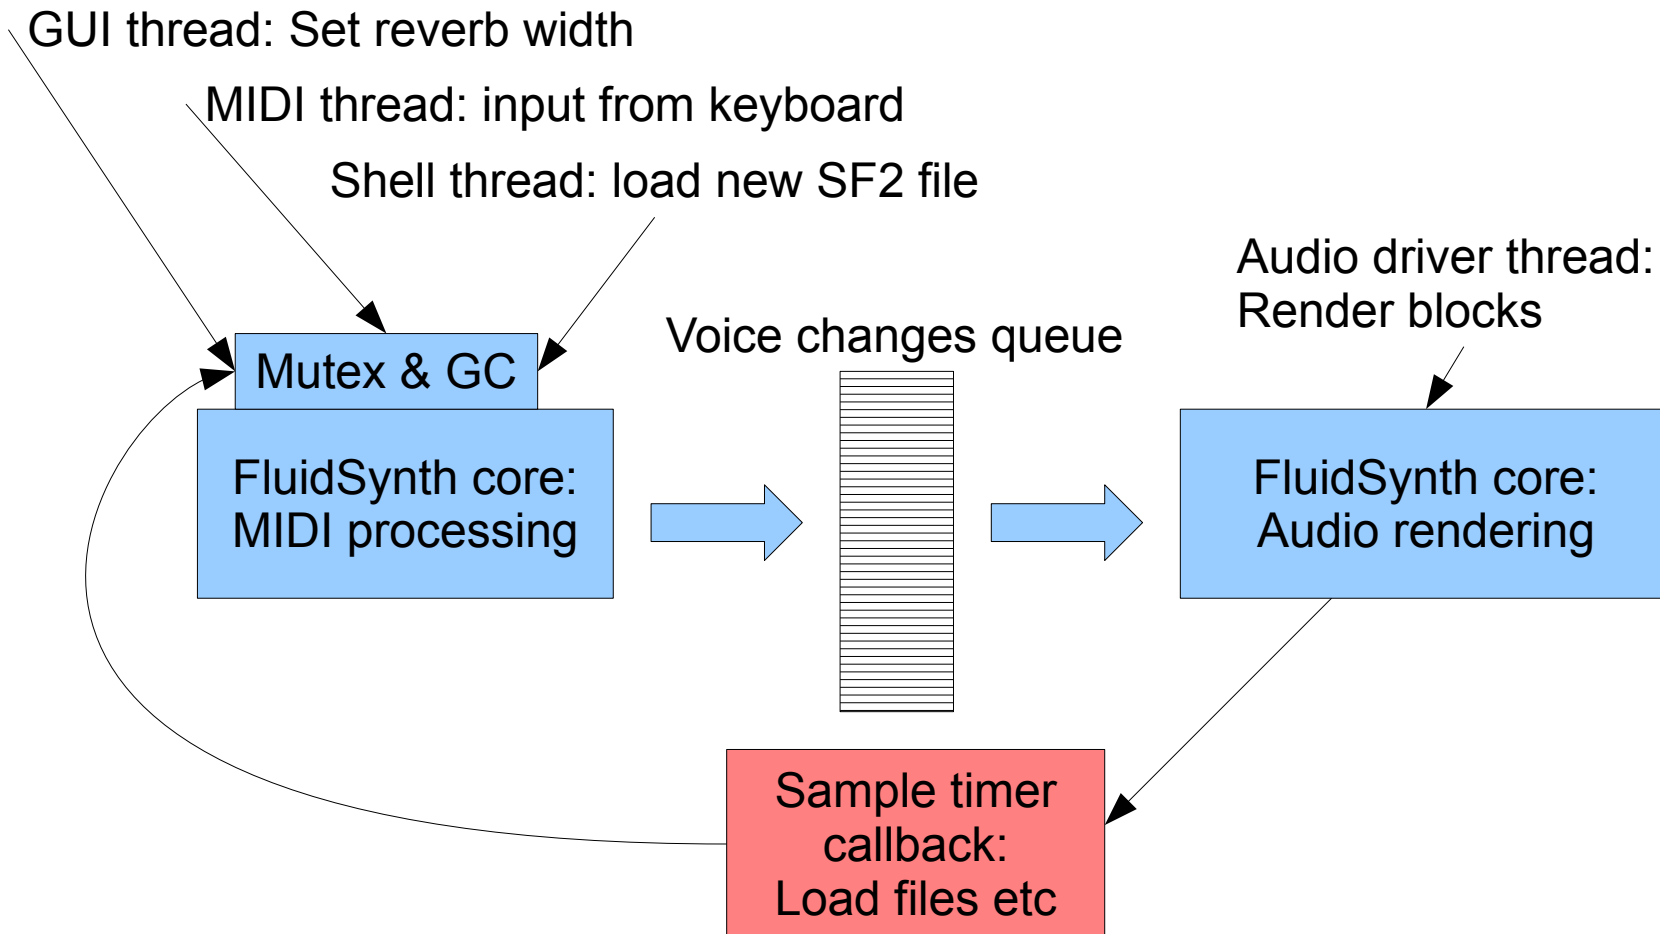 GUI thread: Set reverb width
MIDI thread: input from keyboard
Shell thread: load new SF2 file
Audio driver thread:
Render blocks
Voice changes queue
Mutex & GC
FluidSynth core:
MIDI processing
FluidSynth core:
Audio rendering
Sample timer
callback:
Load files etc